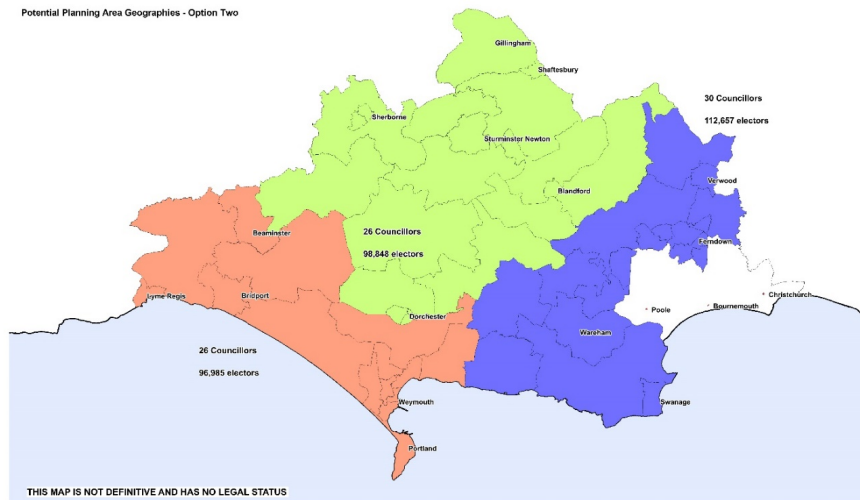 Potential Planning Area Geographies - Option Two
Gillingham
Shaftesbury
30 Councillors
112,657 electors
Sherborne
Sturminster Newton
Verwood
Blandford
26 Councillors
98,848 electors
Beaminster
Ferndown
Lyme Regis
Bridport
Christchurch
Poole
Bournemouth
Dorchester
Wareham
26 Councillors
96,985 electors
Weymouth
Swanage
Portland
THIS MAP IS NOT DEFINITIVE AND HAS NO LEGAL STATUS